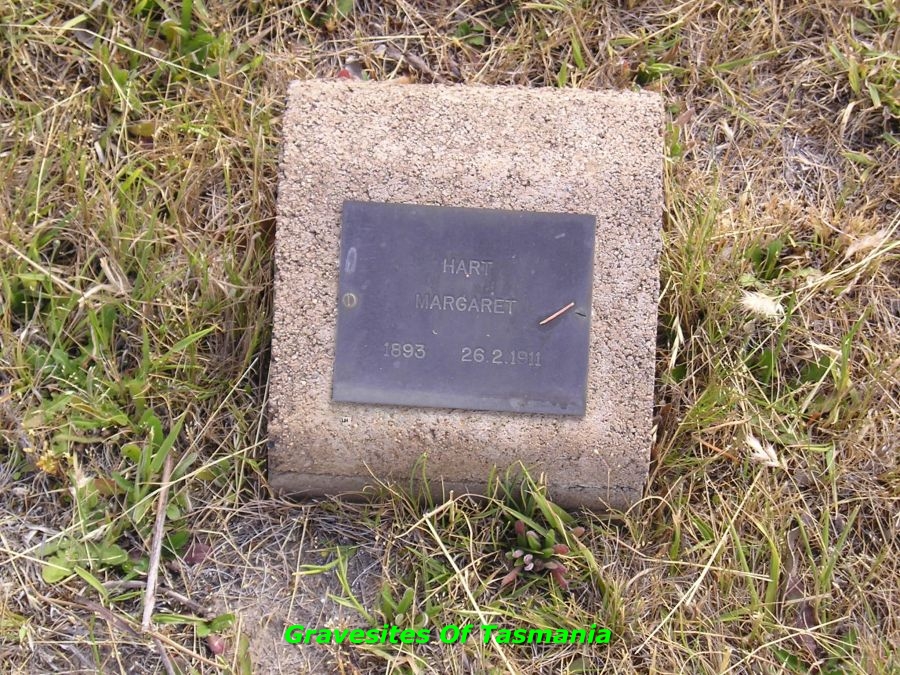 HART
MARGARET
1893 26.2.1911
Gravesites Of Tasmania